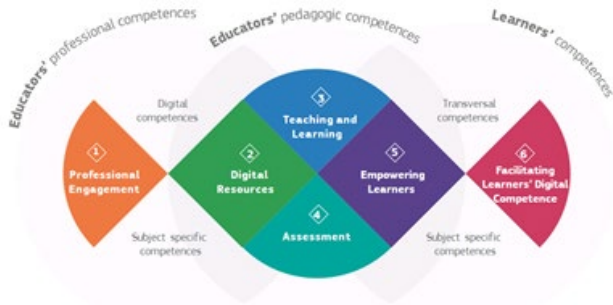 Educators' professional competences
Educators' pedagogic competences
Learners' competences
Digital
competences
Transversal
competences
1
Professional
Engagement
2
Digital
Resources
3
Teaching and
Learning
4
Assessment
5
Empowering
Learners
6
Facilitating
Learners' Digital
Competence
Subject specific
competences
Subject specific
competences